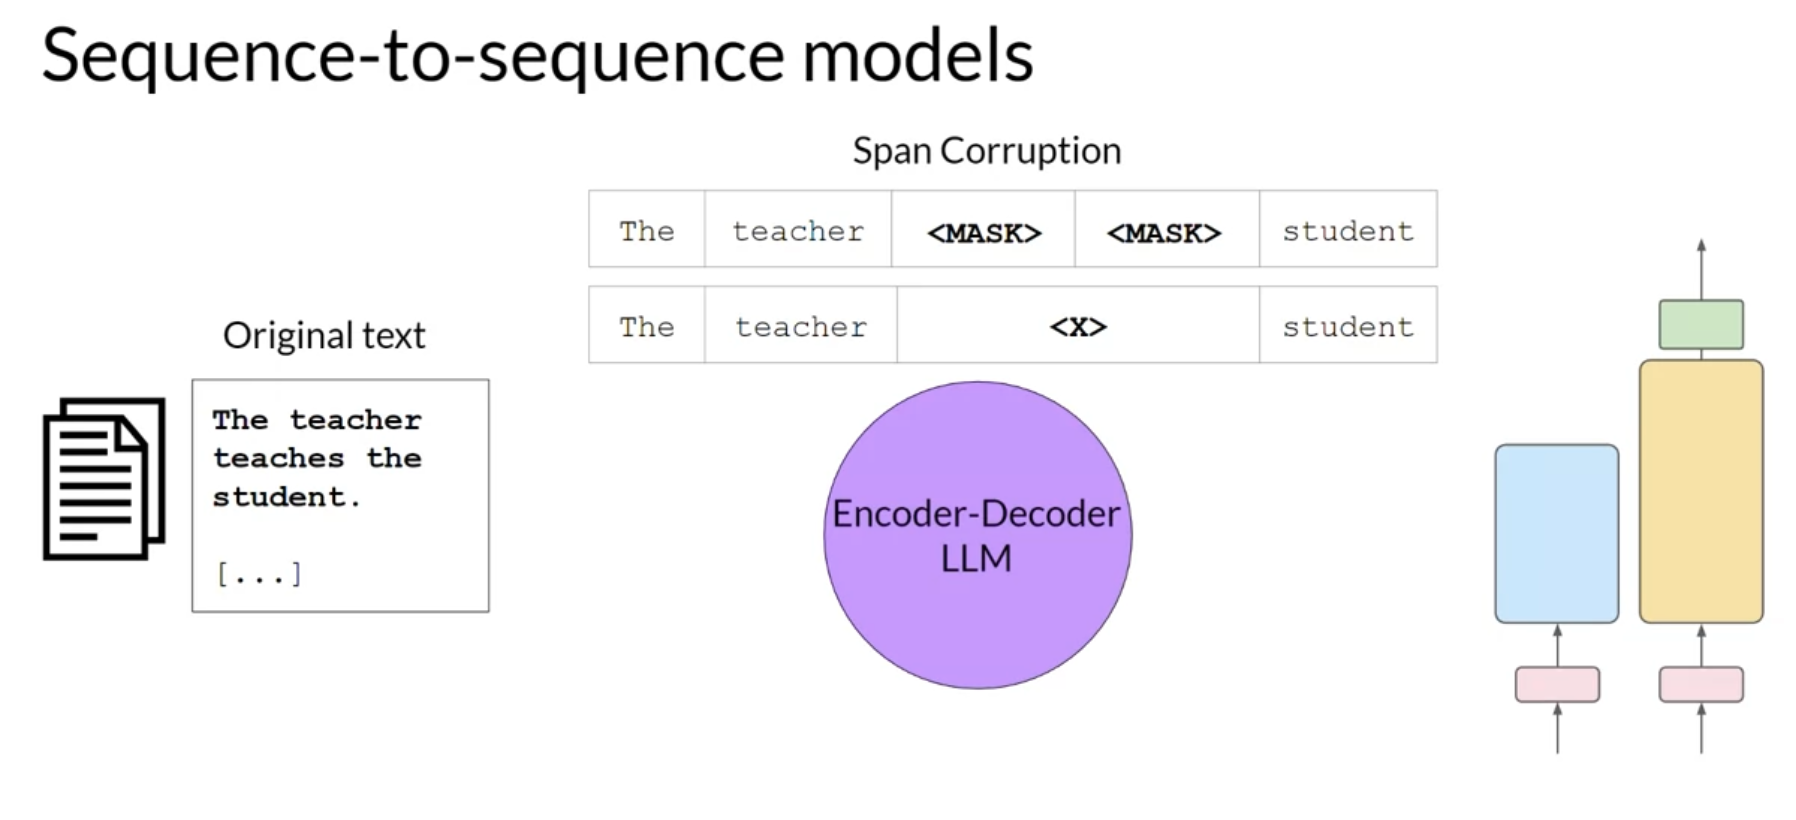 Sequence-to-sequence models
Span Corruption
The teacher <MASK> <MASK> student
The teacher <X> student
Original text
The teacher
teaches the
student.
[...]
Encoder-Decoder
LLM